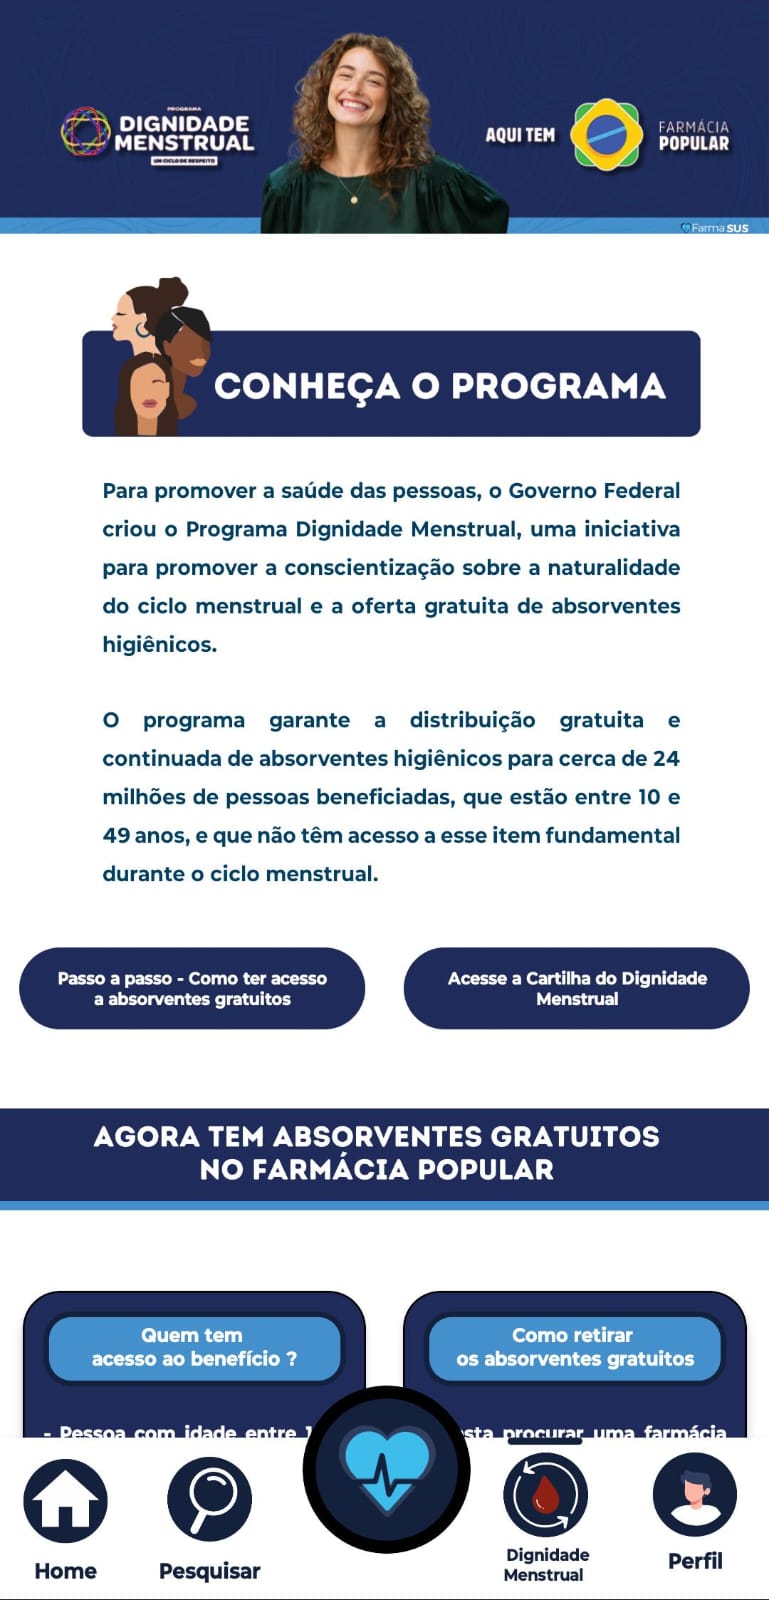 PROGRAMA
DIGNIDADE
MENSTRUAL
UM CICLO DE RESPEITO
AQUI TEM
FARMÁCIA
POPULAR
Farma SUS
CONHEÇA O PROGRAMA
Para promover a saúde das pessoas, o Governo Federal
criou o Programa Dignidade Menstrual, uma iniciativa
para promover a conscientização sobre a naturalidade
do ciclo menstrual e a oferta gratuita de absorventes
higiênicos.
O programa garante a distribuição gratuita e
continuada de absorventes higiênicos para cerca de 24
milhões de pessoas beneficiadas, que estão entre 10 e
49 anos, e que não têm acesso a esse item fundamental
durante o ciclo menstrual.
Passo a passo - Como ter acesso
a absorventes gratuitos
Acesse a Cartilha do Dignidade
Menstrual
AGORA TEM ABSORVENTES GRATUITOS
NO FARMÁCIA POPULAR
Quem tem
acesso ao benefício ?
- Pessoa com idade entre
Como retirar
os absorventes gratuitos
procurar uma farmácia
Home
Pesquisar
Dignidade
Menstrual
Perfil